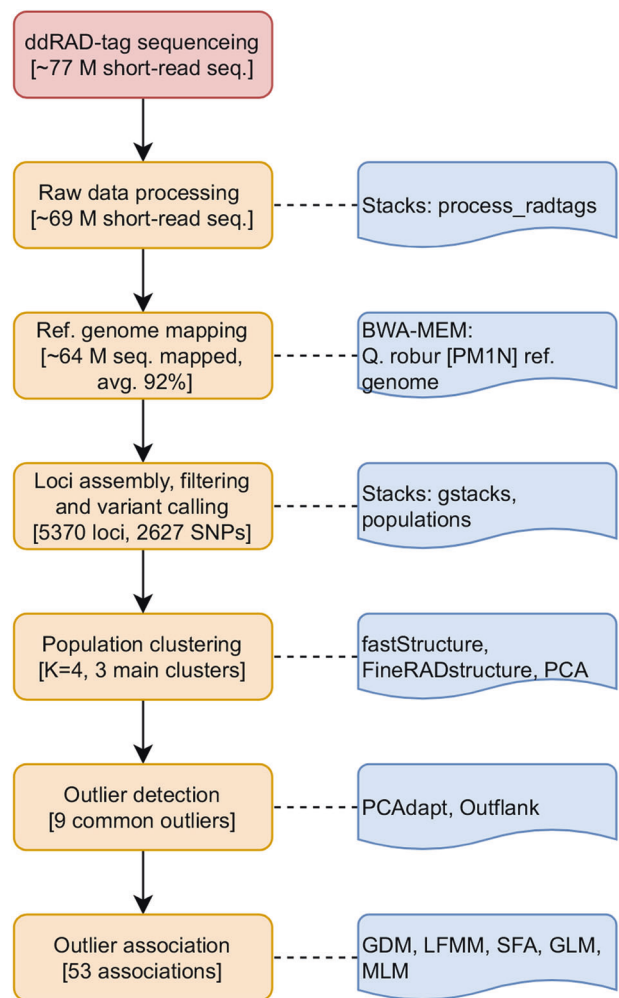 ddRAD-tag sequenceing
[~77 M short-read seq.]
Raw data processing
[~69 M short-read seq.]
Stacks: process_radtags
Ref. genome mapping
[~64 M seq. mapped,
avg. 92%]
BWA-MEM:
Q. robur [PM1N] ref.
genome
Loci assembly, filtering
and variant calling
[5370 loci, 2627 SNPs]
Stacks: gstacks,
populations
Population clustering
[K=4, 3 main clusters]
fastStructure,
FineRADstructure, PCA
Outlier detection
[9 common outliers]
PCAdapt, Outflank
Outlier association
[53 associations]
GDM, LFMM, SFA, GLM,
MLM